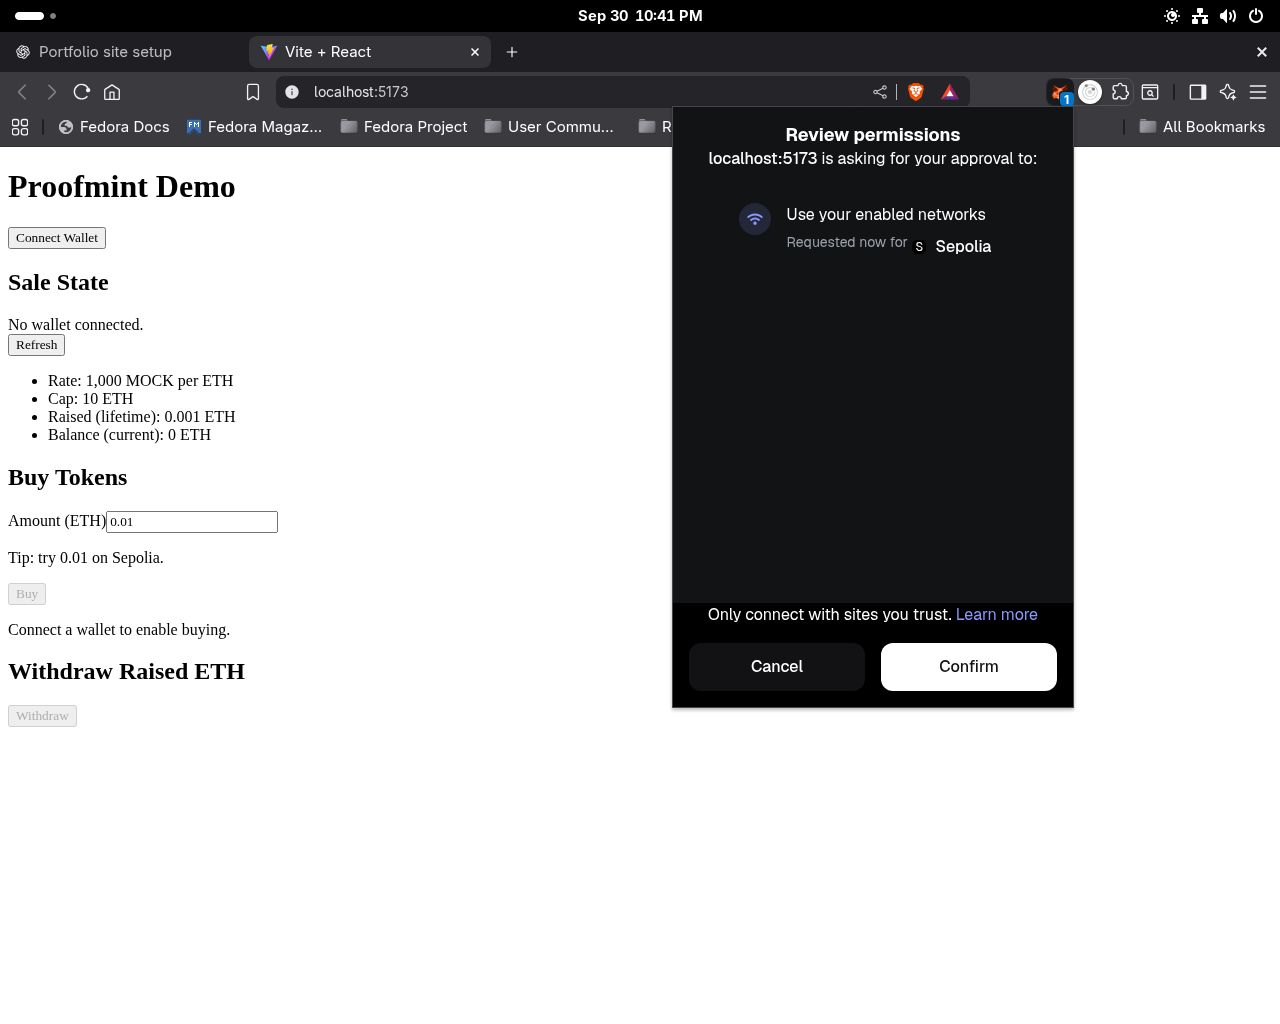 Sep 30 10:41 PM
Portfolio site setup
Vite + React
localhost:5173
1
Fedora Docs
FM
Fedora Magaz...
Fedora Project
User Commu...
R
All Bookmarks
Proofmint Demo
Connect Wallet
Sale State
No wallet connected.
Refresh
Rate: 1,000 MOCK per ETH
Cap: 10 ETH
Raised (lifetime): 0.001 ETH
Balance (current): 0 ETH
Buy Tokens
Amount (ETH) 0.01
Tip: try 0.01 on Sepolia.
Buy
Connect a wallet to enable buying.
Withdraw Raised ETH
Withdraw
Review permissions
localhost:5173 is asking for your approval to:
Use your enabled networks
Requested now for S Sepolia
Only connect with sites you trust. Learn more
Cancel
Confirm